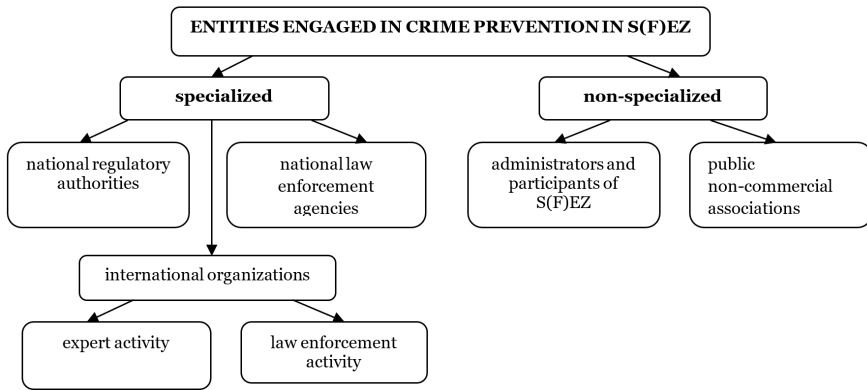 ENTITIES ENGAGED IN CRIME PREVENTION IN S(F)EZ
specialized
non-specialized
national regulatory
authorities
national law
enforcement
agencies
administrators and
participants of
S(F)EZ
public
non-commercial
associations
international organizations
expert activity
law enforcement
activity